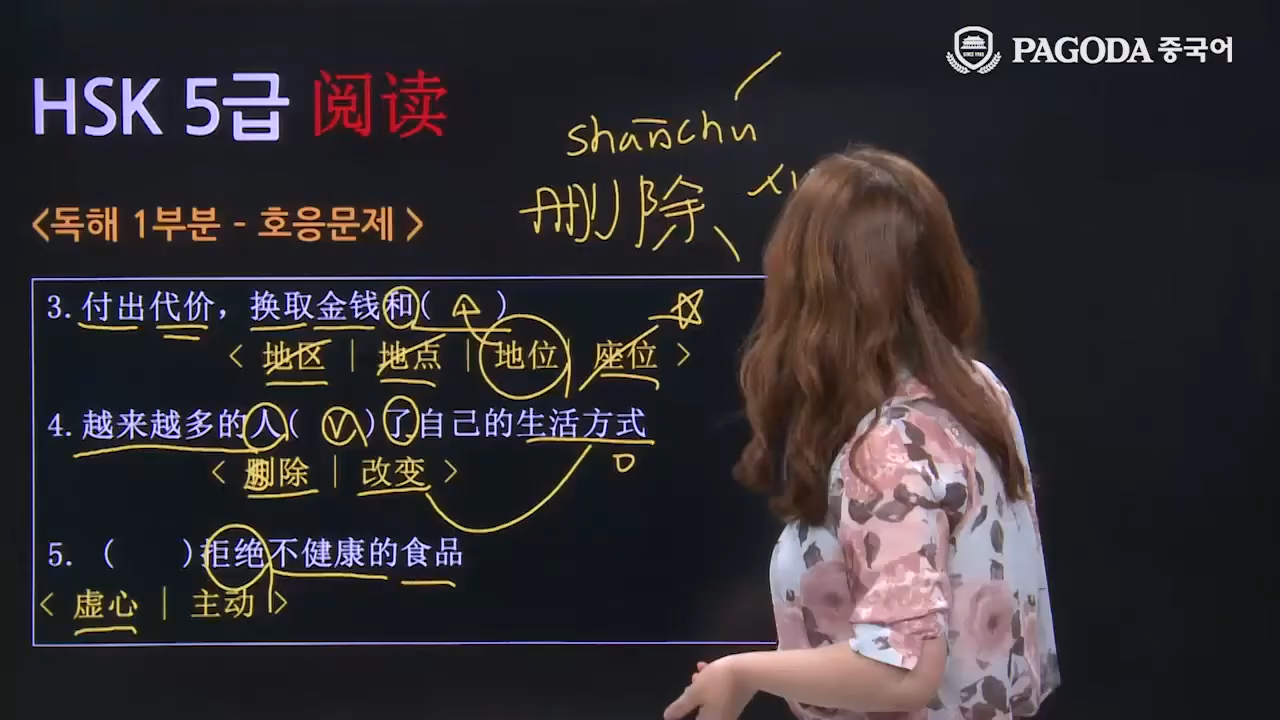 PAGODA 중국어
HSK 5급 阅读
shānchú
删除
<독해 1부분 - 호응문제 >
3. 付出代价，换取金钱和( )
< 地区 | 地点 | 地位 | 座位 >
4. 越来越多的人( )了自己的生活方式
< 删除 | 改变 >
5. ( )拒绝不健康的食品
< 虚心 | 主动 >